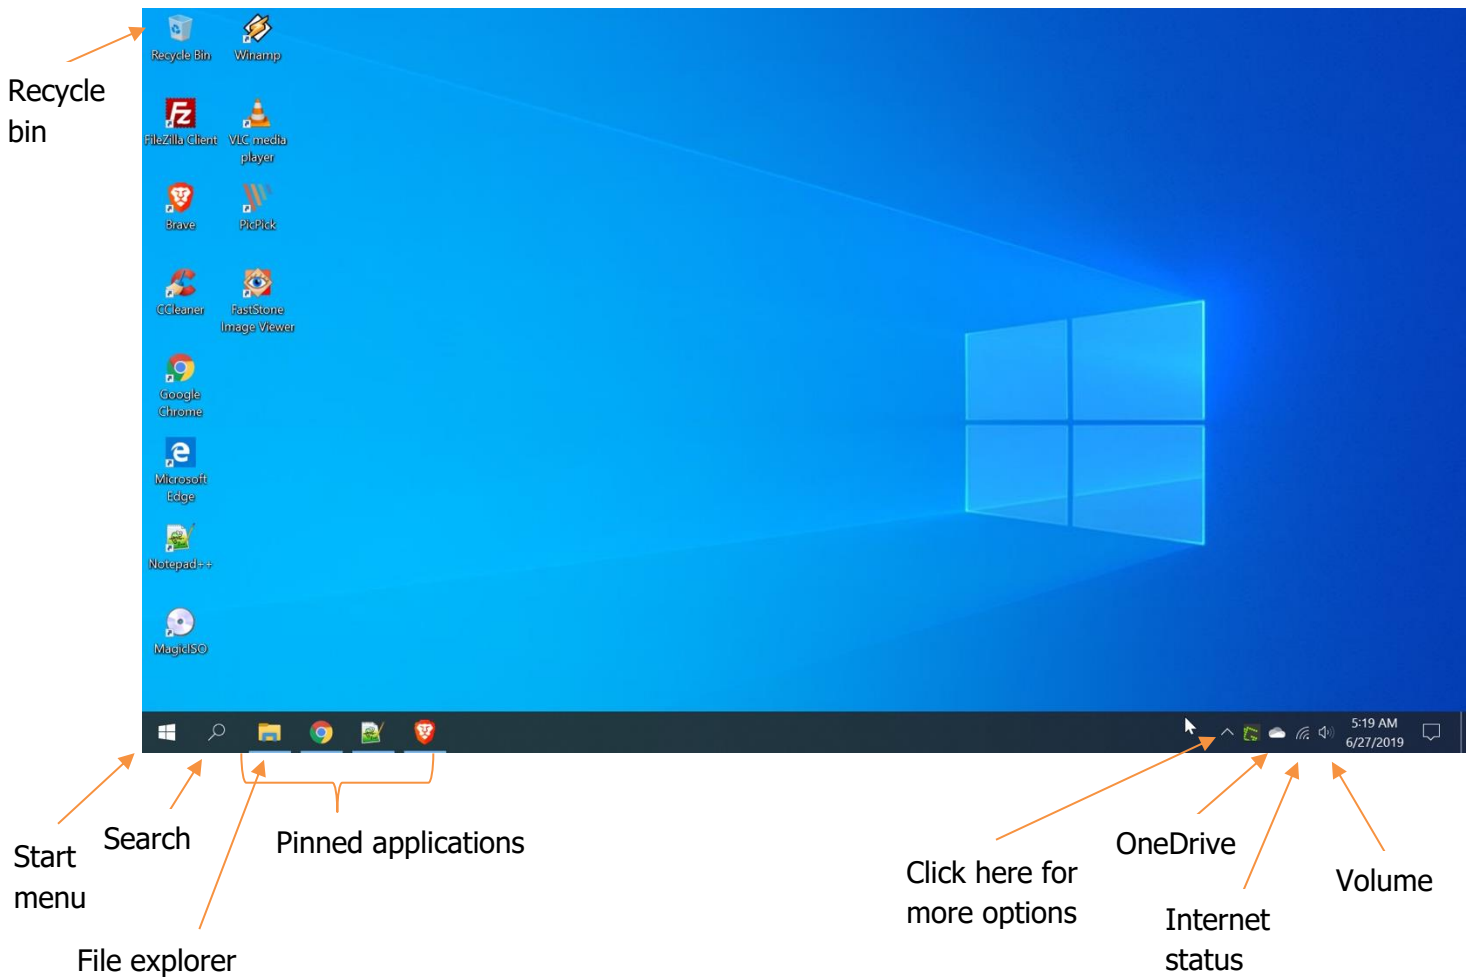 Recycle Bin
Winamp
Recycle
bin
FileZilla Client
VLC media
player
Brave
PicPick
CCleaner
FastStone
Image Viewer
Google
Chrome
Microsoft
Edge
Notepad++
MagicISO
5:19 AM
6/27/2019
Start
menu
Search
Pinned applications
File explorer
Click here for
more options
OneDrive
Internet
status
Volume